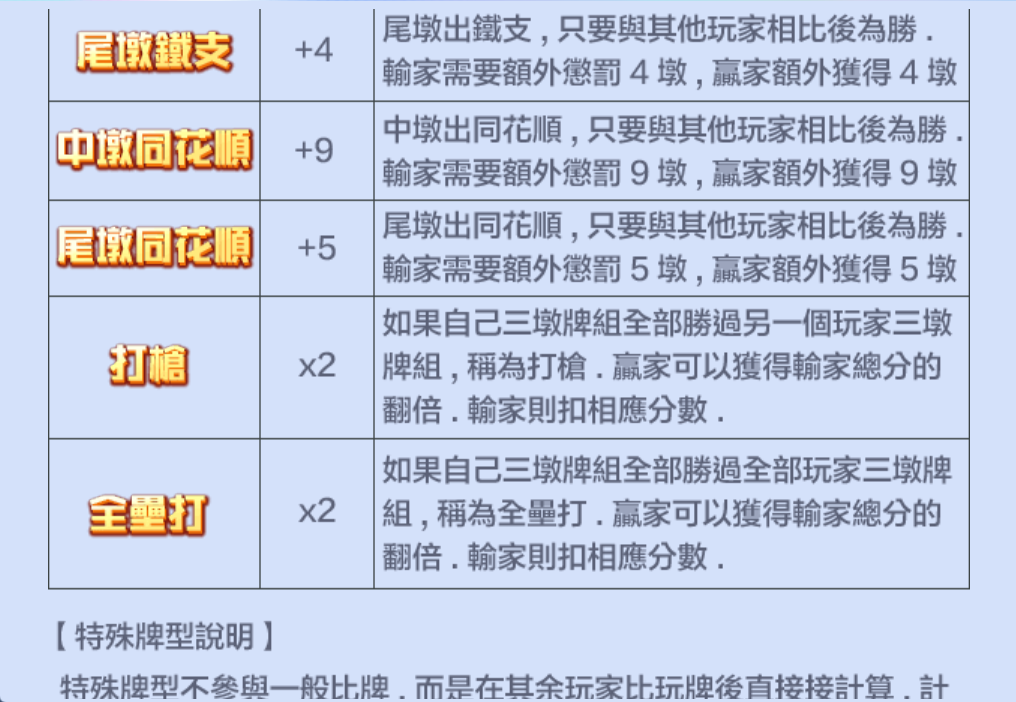 尾墩鐵支
+4
尾墩出鐵支 , 只要與其他玩家相比後為勝 .
輸家需要額外懲罰 4 墩 , 贏家額外獲得 4 墩
中墩同花順
+9
中墩出同花順 , 只要與其他玩家相比後為勝 .
輸家需要額外懲罰 9 墩 , 贏家額外獲得 9 墩
尾墩同花順
+5
尾墩出同花順 , 只要與其他玩家相比後為勝 .
輸家需要額外懲罰 5 墩 , 贏家額外獲得 5 墩
打槍
x2
如果自己三墩牌組全部勝過另一個玩家三墩
牌組 , 稱為打槍 . 贏家可以獲得輸家總分的
翻倍 . 輸家則扣相應分數 .
全壘打
x2
如果自己三墩牌組全部勝過全部玩家三墩牌
組 , 稱為全壘打 . 贏家可以獲得輸家總分的
翻倍 . 輸家則扣相應分數 .
【 特殊牌型說明 】
特殊牌型不參與一般比牌 , 而是在其余玩家比玩牌後直接接計算 , 計